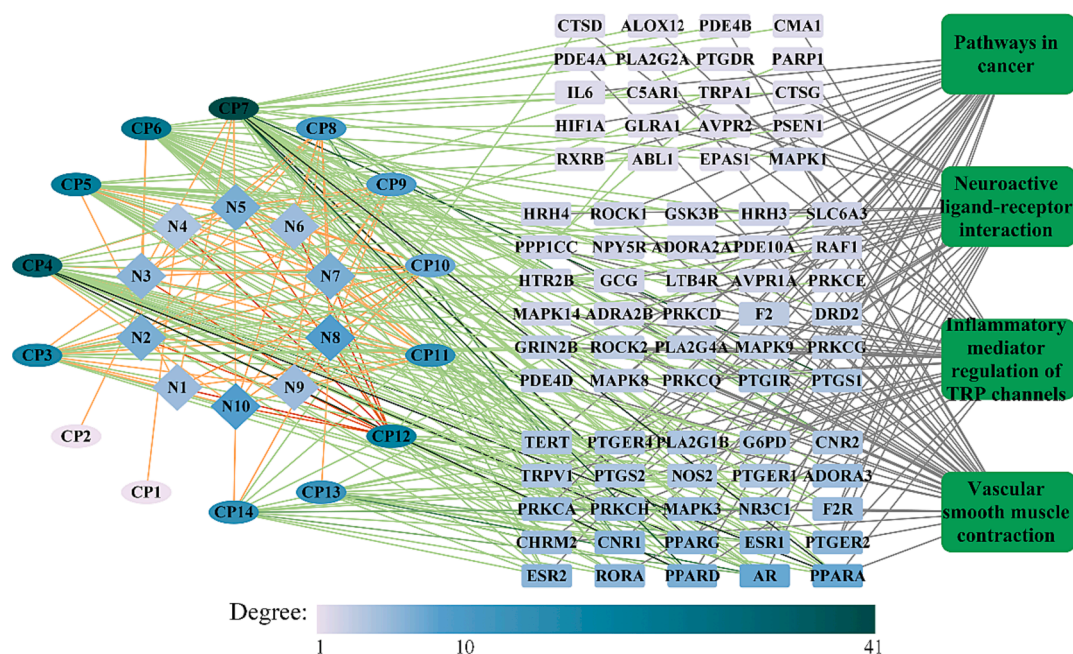 CTSD ALOX12 PDE4B CMA1
PDE4A PLA2G2A PTGDR PARP1
IL6 C5AR1 TRPA1 CTSG
HIF1A GLRA1 AVPR2 PSEN1
RXRB ABL1 EPAS1 MAPK1
HRH4 ROCK1 GSK3B HRH3 SLC6A3
PPP1CC NPY5R ADORA2A PDE10A RAF1
HTR2B GCG LTB4R AVPR1A PRKCE
MAPK14 ADRA2B PRKCD F2 DRD2
GRIN2B ROCK2 PLA2G4A MAPK9 PRKCG
PDE4D MAPK8 PRKCQ PTGIR PTGS1
TERT PTGER4 PLA2G1B G6PD CNR2
TRPV1 PTGS2 NOS2 PTGER1 ADORA3
PRKCA PRKCH MAPK3 NR3C1 F2R
CHRM2 CNR1 PPARG ESR1 PTGER2
ESR2 RORA PPARD AR PPARA
Pathways in
cancer
Neuroactive
ligand-receptor
interaction
Inflammatory
mediator
regulation of
TRP channels
Vascular
smooth muscle
contraction
CP7
CP6 CP8
CP5 CP9
N5
N4 N6
CP4 CP10
N3 N7
N2 N8
CP3 CP11
N1 N9
N10
CP2 CP12
CP1 CP13
CP14
Degree:
1 10 41